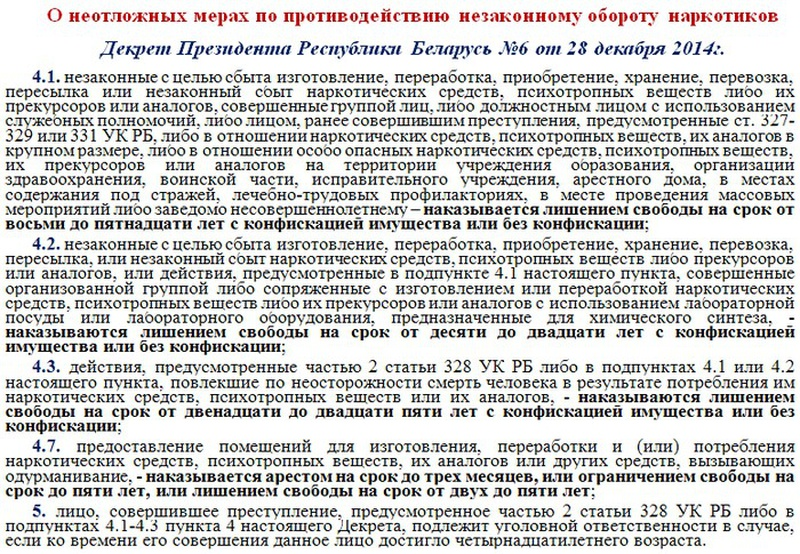 О неотложных мерах по противодействию незаконному обороту наркотиков
Декрет Президента Республики Беларусь №6 от 28 декабря 2014г.
4.1. незаконные с целью сбыта изготовление, переработка, приобретение, хранение, перевозка,
пересылка или незаконный сбыт наркотических средств, психотропных веществ либо их
прекурсоров или аналогов, совершенные группой лиц, либо должностным лицом с использованием
служебных полномочий, либо лицом, ранее совершившим преступления, предусмотренные ст. 327-
329 или 331 УК РБ, либо в отношении наркотических средств, психотропных веществ, их аналогов в
крупном размере, либо в отношении особо опасных наркотических средств, психотропных веществ,
их прекурсоров или аналогов на территории учреждения образования, организации
здравоохранения, воинской части, исправительного учреждения, арестного дома, в местах
содержания под стражей, лечебно-трудовых профилакториях, в месте проведения массовых
мероприятий либо заведомо несовершеннолетнему – наказывается лишением свободы на срок от
восьми до пятнадцати лет с конфискацией имущества или без конфискации;
4.2. незаконные с целью сбыта изготовление, переработка, приобретение, хранение, перевозка,
пересылка, или незаконный сбыт наркотических средств, психотропных веществ либо прекурсоров
или аналогов, или действия, предусмотренные в подпункте 4.1 настоящего пункта, совершенные
организованной группой либо сопряженные с изготовлением или переработкой наркотических
средств, психотропных веществ либо их прекурсоров или аналогов с использованием лабораторной
посуды или лабораторного оборудования, предназначенные для химического синтеза, -
наказываются лишением свободы на срок от десяти до двадцати лет с конфискацией
имущества или без конфискации;
4.3. действия, предусмотренные частью 2 статьи 328 УК РБ либо в подпунктах 4.1 или 4.2
настоящего пункта, повлекшие по неосторожности смерть человека в результате потребления им
наркотических средств, психотропных веществ или их аналогов, - наказываются лишением
свободы на срок от двенадцати до двадцати пяти лет с конфискацией имущества или без
конфискации;
4.7. предоставление помещений для изготовления, переработки и (или) потребления
наркотических средств, психотропных веществ, их аналогов или других средств, вызывающих
одурманивание, - наказывается арестом на срок до трех месяцев, или ограничением свободы на
срок до пяти лет, или лишением свободы на срок от двух до пяти лет;
5. лицо, совершившее преступление, предусмотренное частью 2 статьи 328 УК РБ либо в
подпунктах 4.1-4.3 пункта 4 настоящего Декрета, подлежит уголовной ответственности в случае,
если ко времени его совершения данное лицо достигло четырнадцатилетнего возраста.